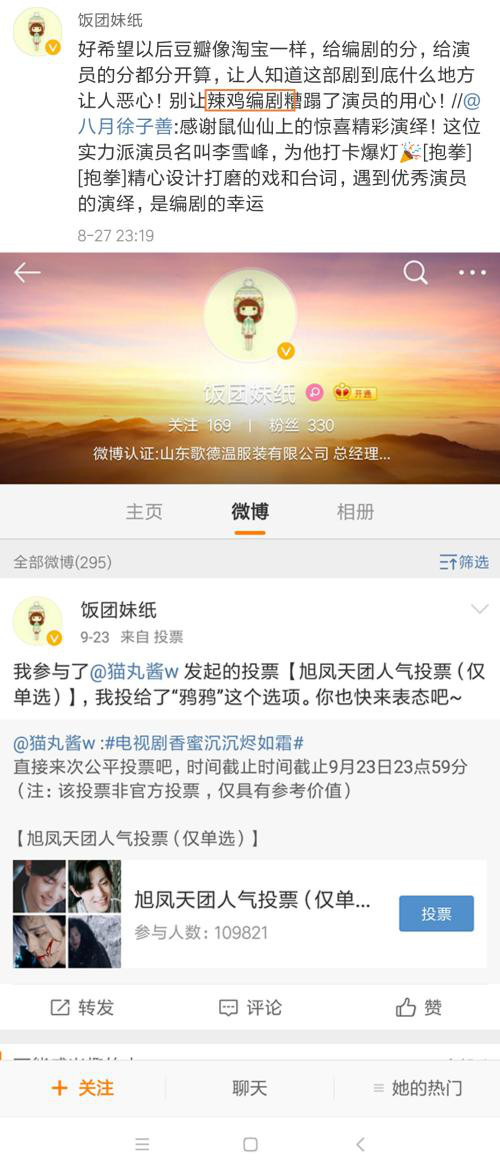 饭团妹纸
好希望以后豆瓣像淘宝一样，给编剧的分，给演
员的分都分开算，让人知道这部剧到底什么地方
让人恶心！别让辣鸡编剧糟蹋了演员的用心！//@
八月徐子善:感谢鼠仙仙上的惊喜精彩演绎！这位
实力派演员名叫李雪峰，为他打卡爆灯🎉[抱拳]
[抱拳]精心设计打磨的戏和台词，遇到优秀演员
的演绎，是编剧的幸运
8-27 23:19
饭团妹纸 开通
关注 169 | 粉丝 330
微博认证:山东歌德温服装有限公司 总经理...
主页 微博 相册
全部微博(295) 筛选
饭团妹纸
9-23 来自 投票
我参与了@猫丸酱w 发起的投票【旭凤天团人气投票（仅
单选）】，我投给了“鸦鸦”这个选项。你也快来表态吧~
@猫丸酱w :#电视剧香蜜沉沉烬如霜#
直接来次公平投票吧，时间截止时间截止9月23日23点59分
（注: 该投票非官方投票，仅具有参考价值）
【旭凤天团人气投票（仅单选）】
旭凤天团人气投票（仅单...
参与人数：109821
投票
转发 评论 赞
+ 关注 聊天 她的热门